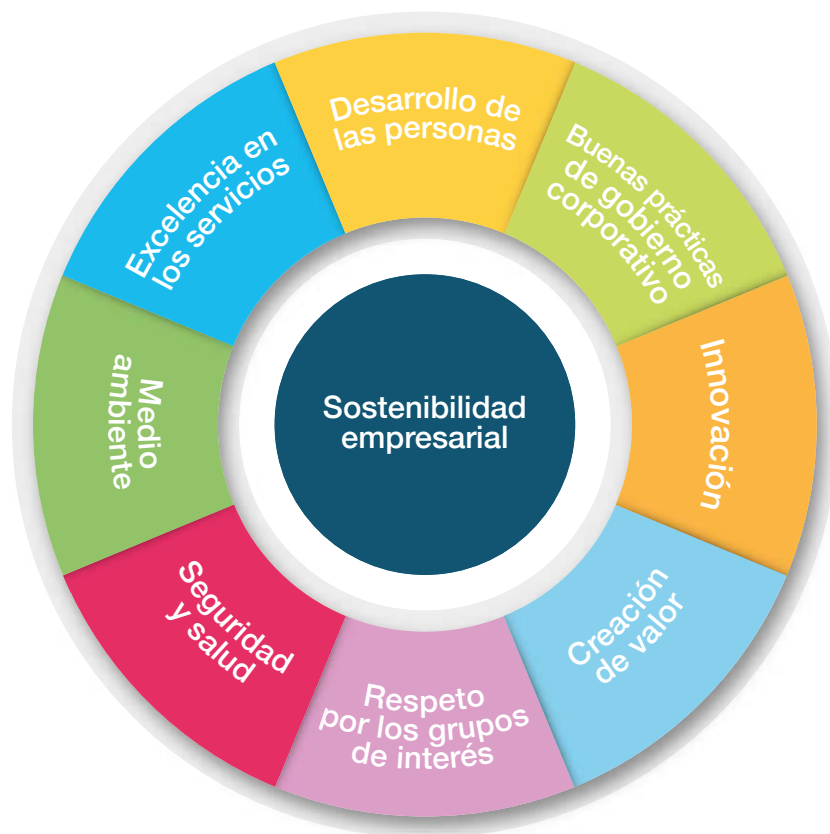 Desarrollo de
las personas
Buenas prácticas
de gobierno
corporativo
Innovación
Creación
de valor
Respeto
por los grupos
de interés
Seguridad
y salud
Medio
ambiente
Excelencia en
los servicios
Sostenibilidad
empresarial